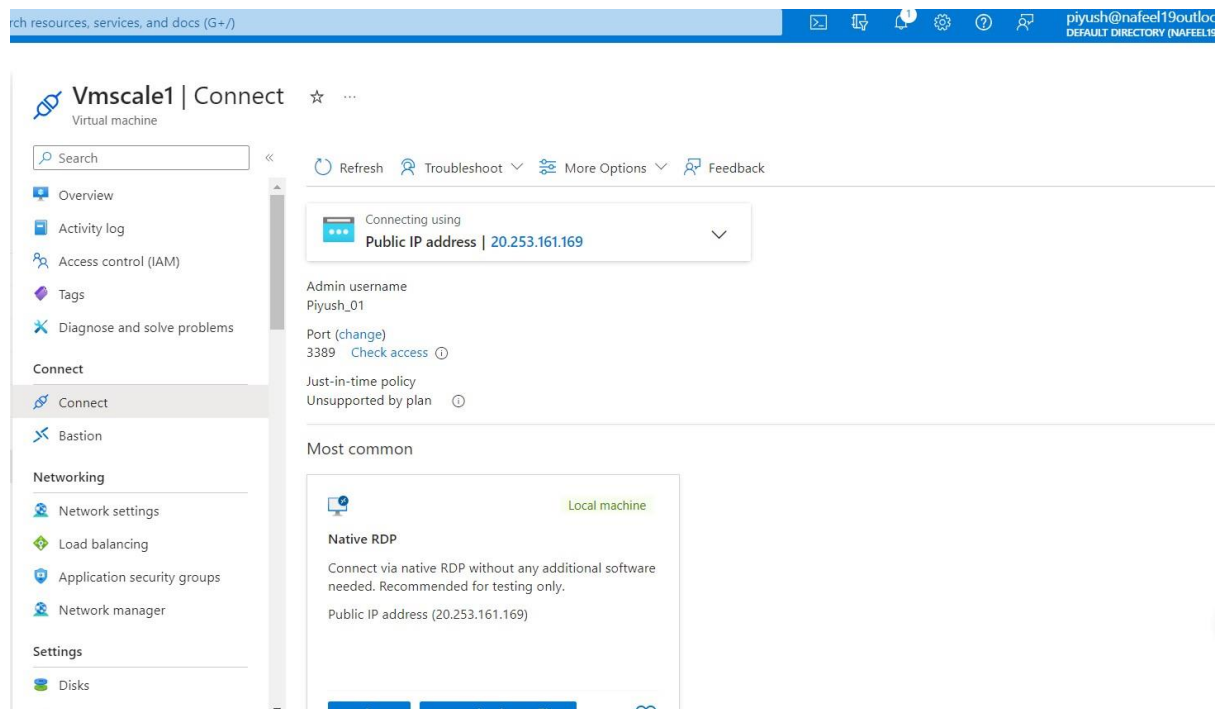 rch resources, services, and docs (G+/)
1
piyush@nafeel19outloo
DEFAULT DIRECTORY (NAFEEL19
Vmscale1 | Connect
Virtual machine
Search
Refresh Troubleshoot More Options Feedback
Overview
Activity log
Access control (IAM)
Tags
Diagnose and solve problems
Connect
Connect
Bastion
Networking
Network settings
Load balancing
Application security groups
Network manager
Settings
Disks
Connecting using
Public IP address | 20.253.161.169
Admin username
Piyush_01
Port (change)
3389 Check access
Just-in-time policy
Unsupported by plan
Most common
Local machine
Native RDP
Connect via native RDP without any additional software
needed. Recommended for testing only.
Public IP address (20.253.161.169)